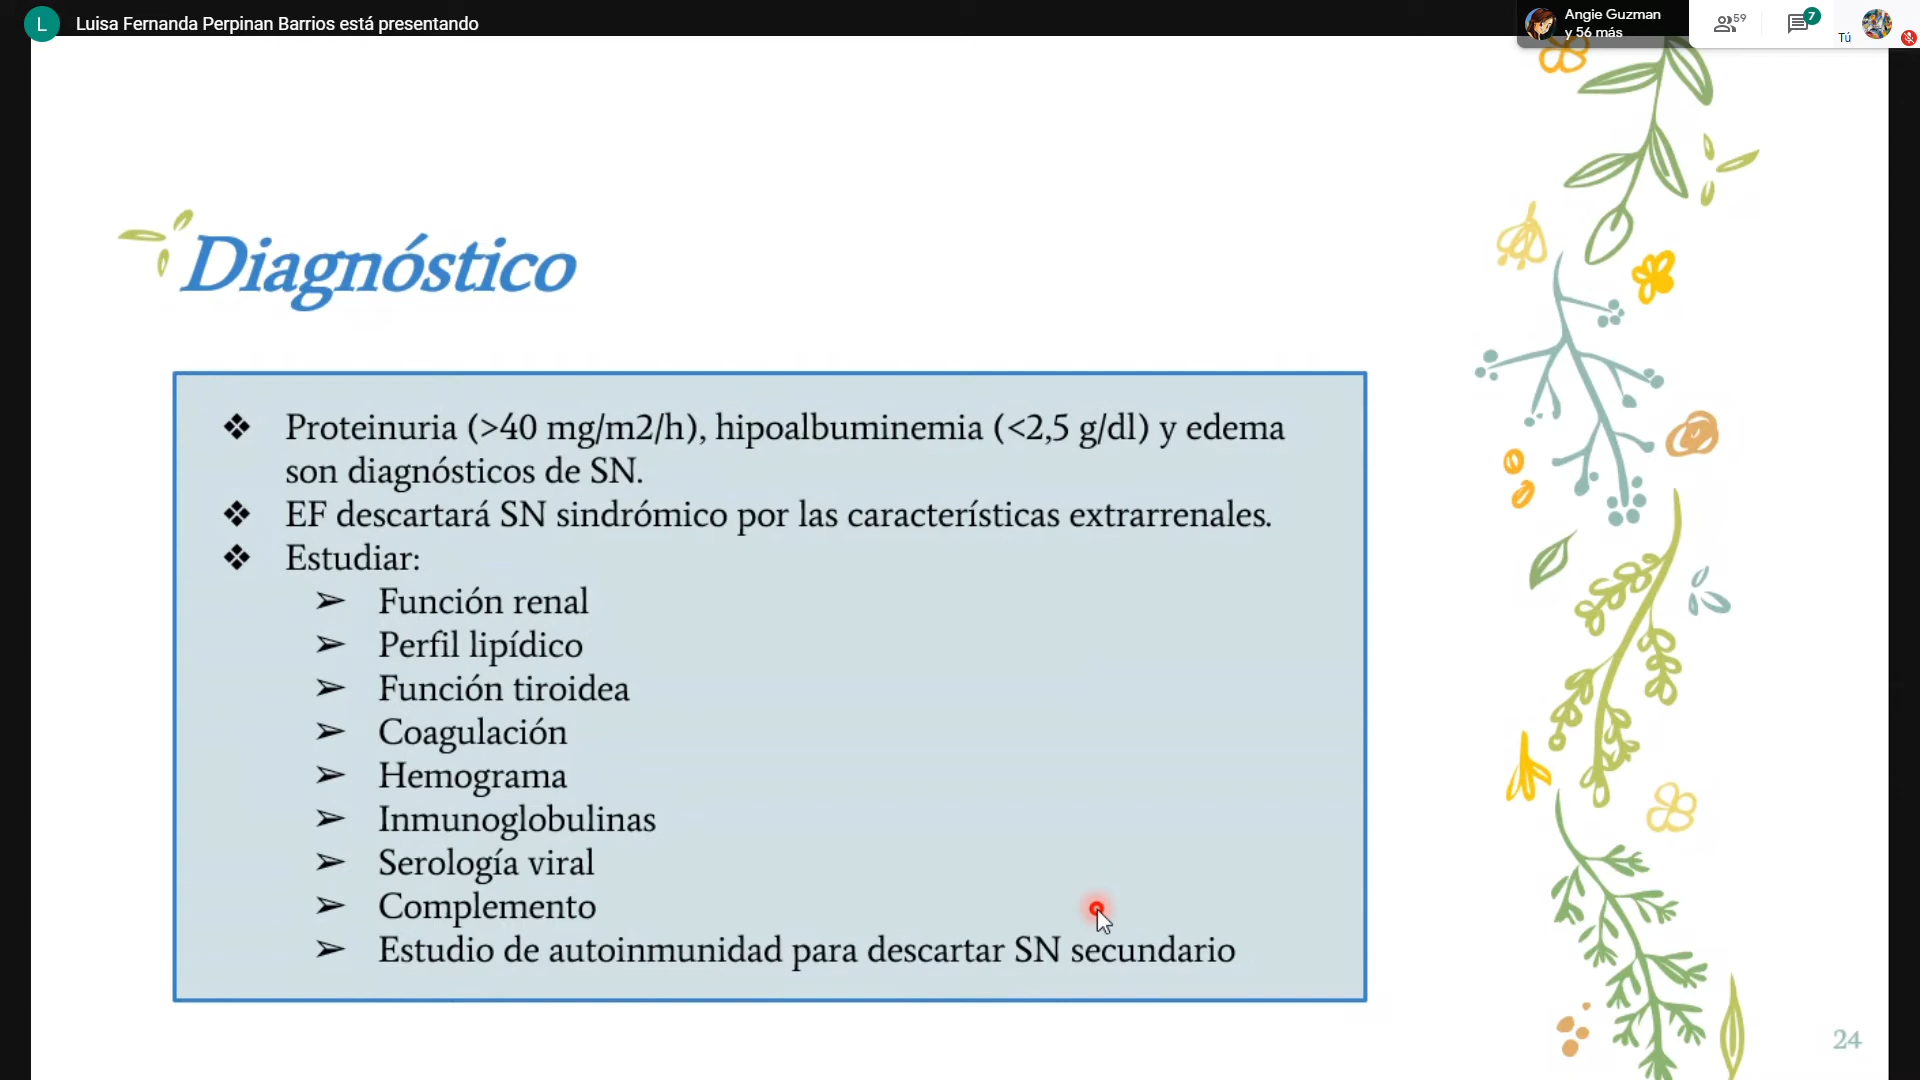 L Luisa Fernanda Perpinan Barrios está presentando
Angie Guzman
y 56 más
59
7
Tú
Diagnóstico
❖ Proteinuria (>40 mg/m2/h), hipoalbuminemia (<2,5 g/dl) y edema
son diagnósticos de SN.
❖ EF descartará SN sindrómico por las características extrarrenales.
❖ Estudiar:
➢ Función renal
➢ Perfil lipídico
➢ Función tiroidea
➢ Coagulación
➢ Hemograma
➢ Inmunoglobulinas
➢ Serología viral
➢ Complemento
➢ Estudio de autoinmunidad para descartar SN secundario
24